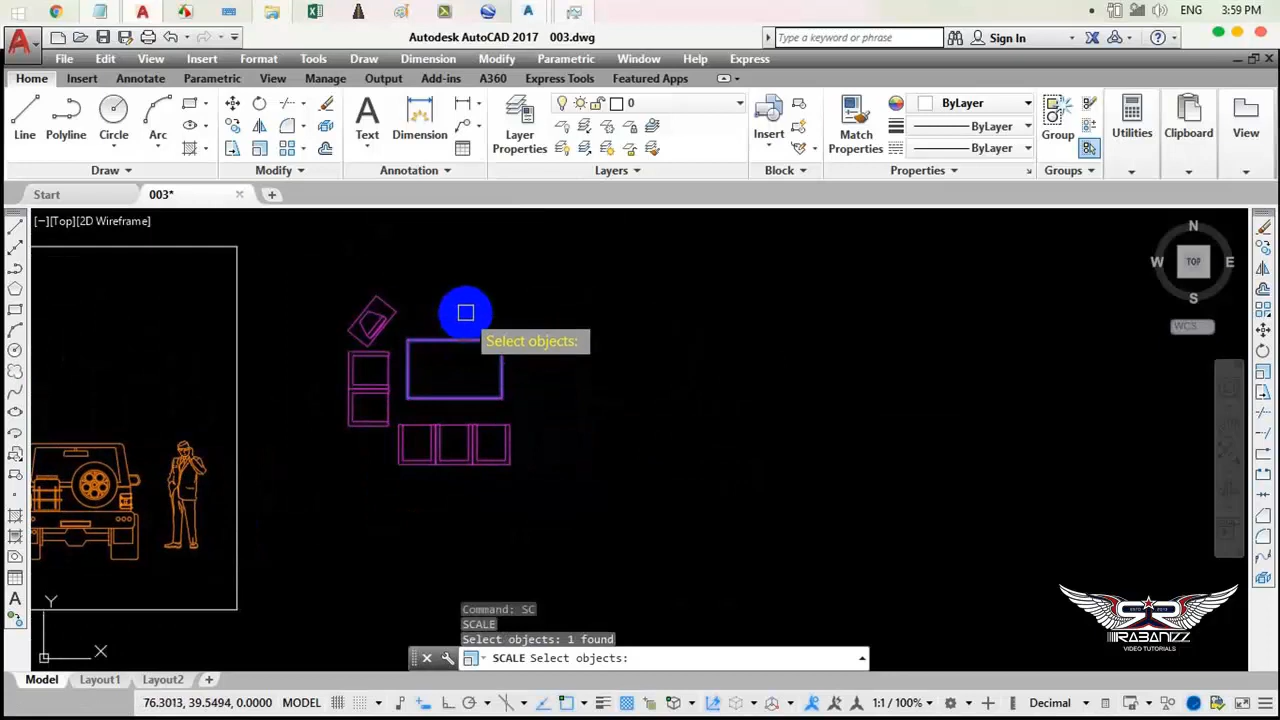 ENG
3:59 PM
Autodesk AutoCAD 2017 003.dwg
Type a keyword or phrase
Sign In
File Edit View Insert Format Tools Draw Dimension Modify Parametric Window Help Express
Home Insert Annotate Parametric View Manage Output Add-ins A360 Express Tools Featured Apps
Line Polyline Circle Arc
Text Dimension
Layer Properties
0
Insert
Match Properties
ByLayer
ByLayer
ByLayer
Group
Utilities
Clipboard
View
Draw Modify Annotation Layers Block Properties Groups
Start 003*
[−][Top][2D Wireframe]
N
W TOP E
S
WCS
Select objects:
Y
X
Command: SC
SCALE
Select objects: 1 found
SCALE Select objects:
IRABANIZZ
VIDEO TUTORIALS
Model Layout1 Layout2
76.3013, 39.5494, 0.0000 MODEL
1:1 / 100%
Decimal